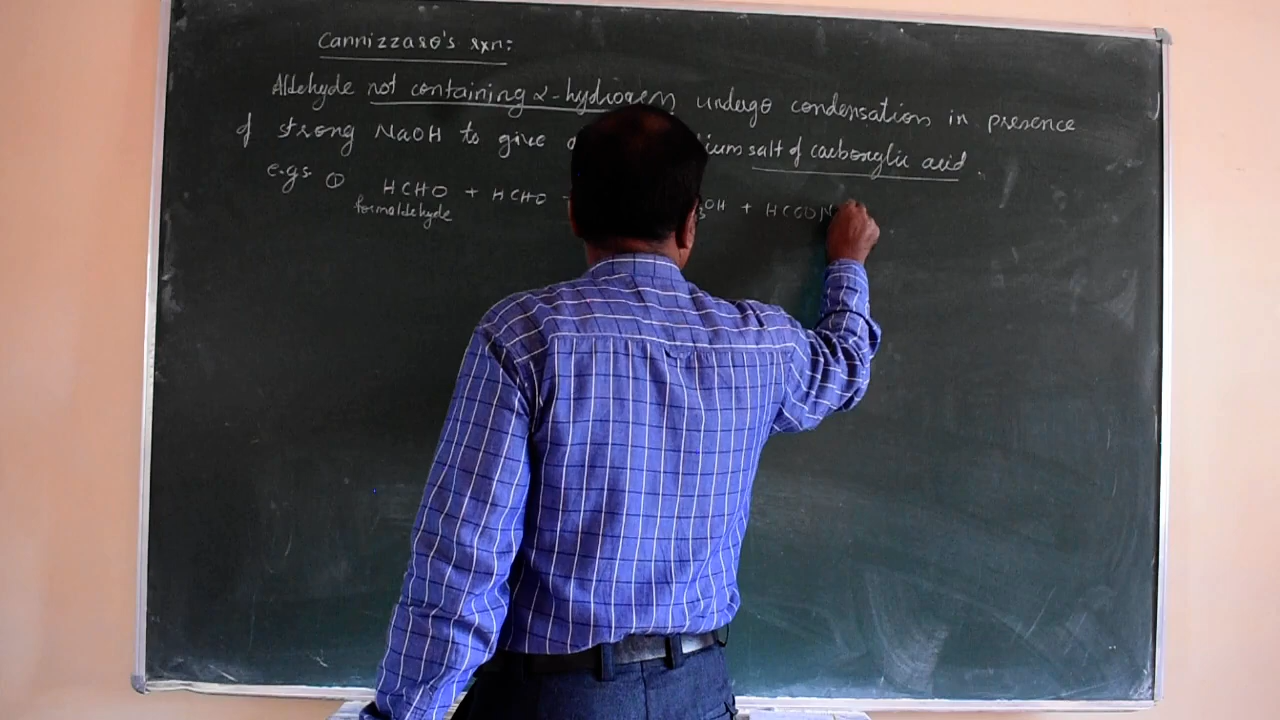 Cannizzaro's rxn:
Aldehyde not containing α-hydrogen undergo condensation in presence
of strong NaOH to give salt of carboxylic acid.
e.g.s. ① HCHO + HCHO OH + HCOON
formaldehyde